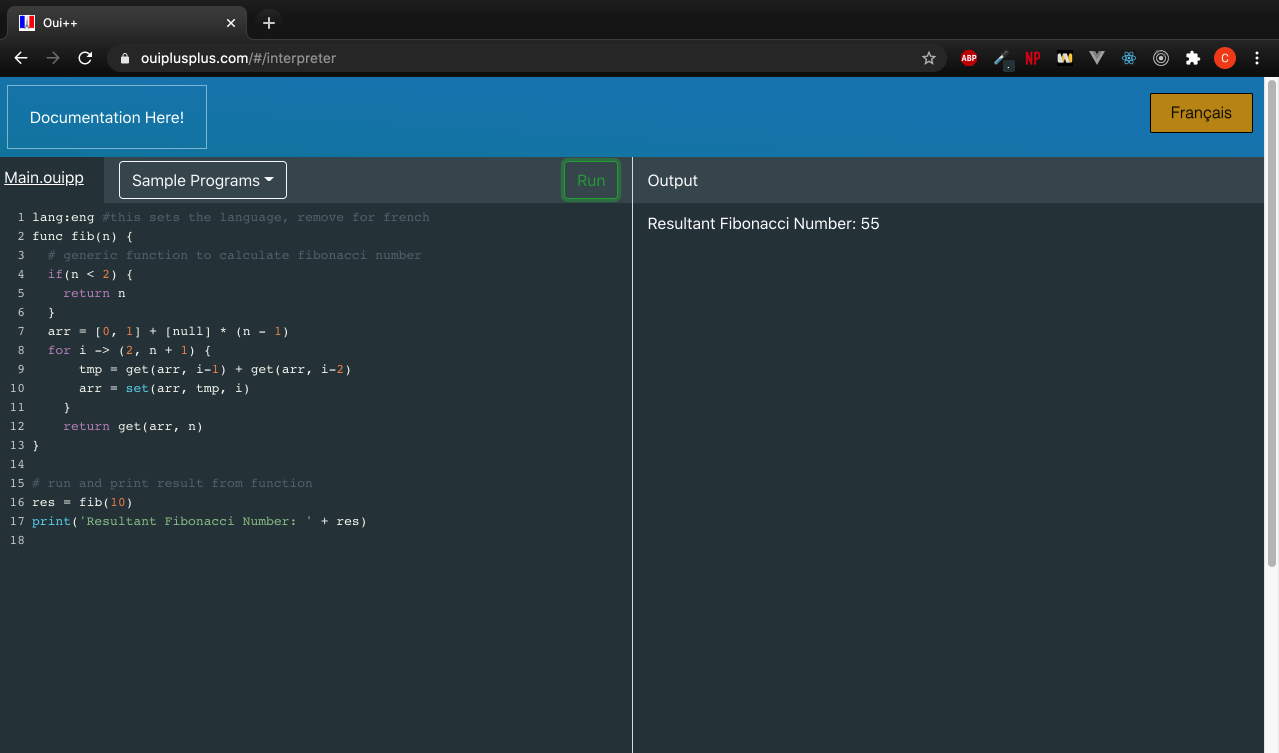 Oui++
ouiplusplus.com/#/interpreter
ABP
NP
W
C
Documentation Here!
Français
Main.ouipp
Sample Programs
Run
Output
1 lang:eng #this sets the language, remove for french
2 func fib(n) {
3 # generic function to calculate fibonacci number
4 if(n < 2) {
5 return n
6 }
7 arr = [0, 1] + [null] * (n - 1)
8 for i -> (2, n + 1) {
9 tmp = get(arr, i-1) + get(arr, i-2)
10 arr = set(arr, tmp, i)
11 }
12 return get(arr, n)
13 }
14
15 # run and print result from function
16 res = fib(10)
17 print('Resultant Fibonacci Number: ' + res)
18
Resultant Fibonacci Number: 55